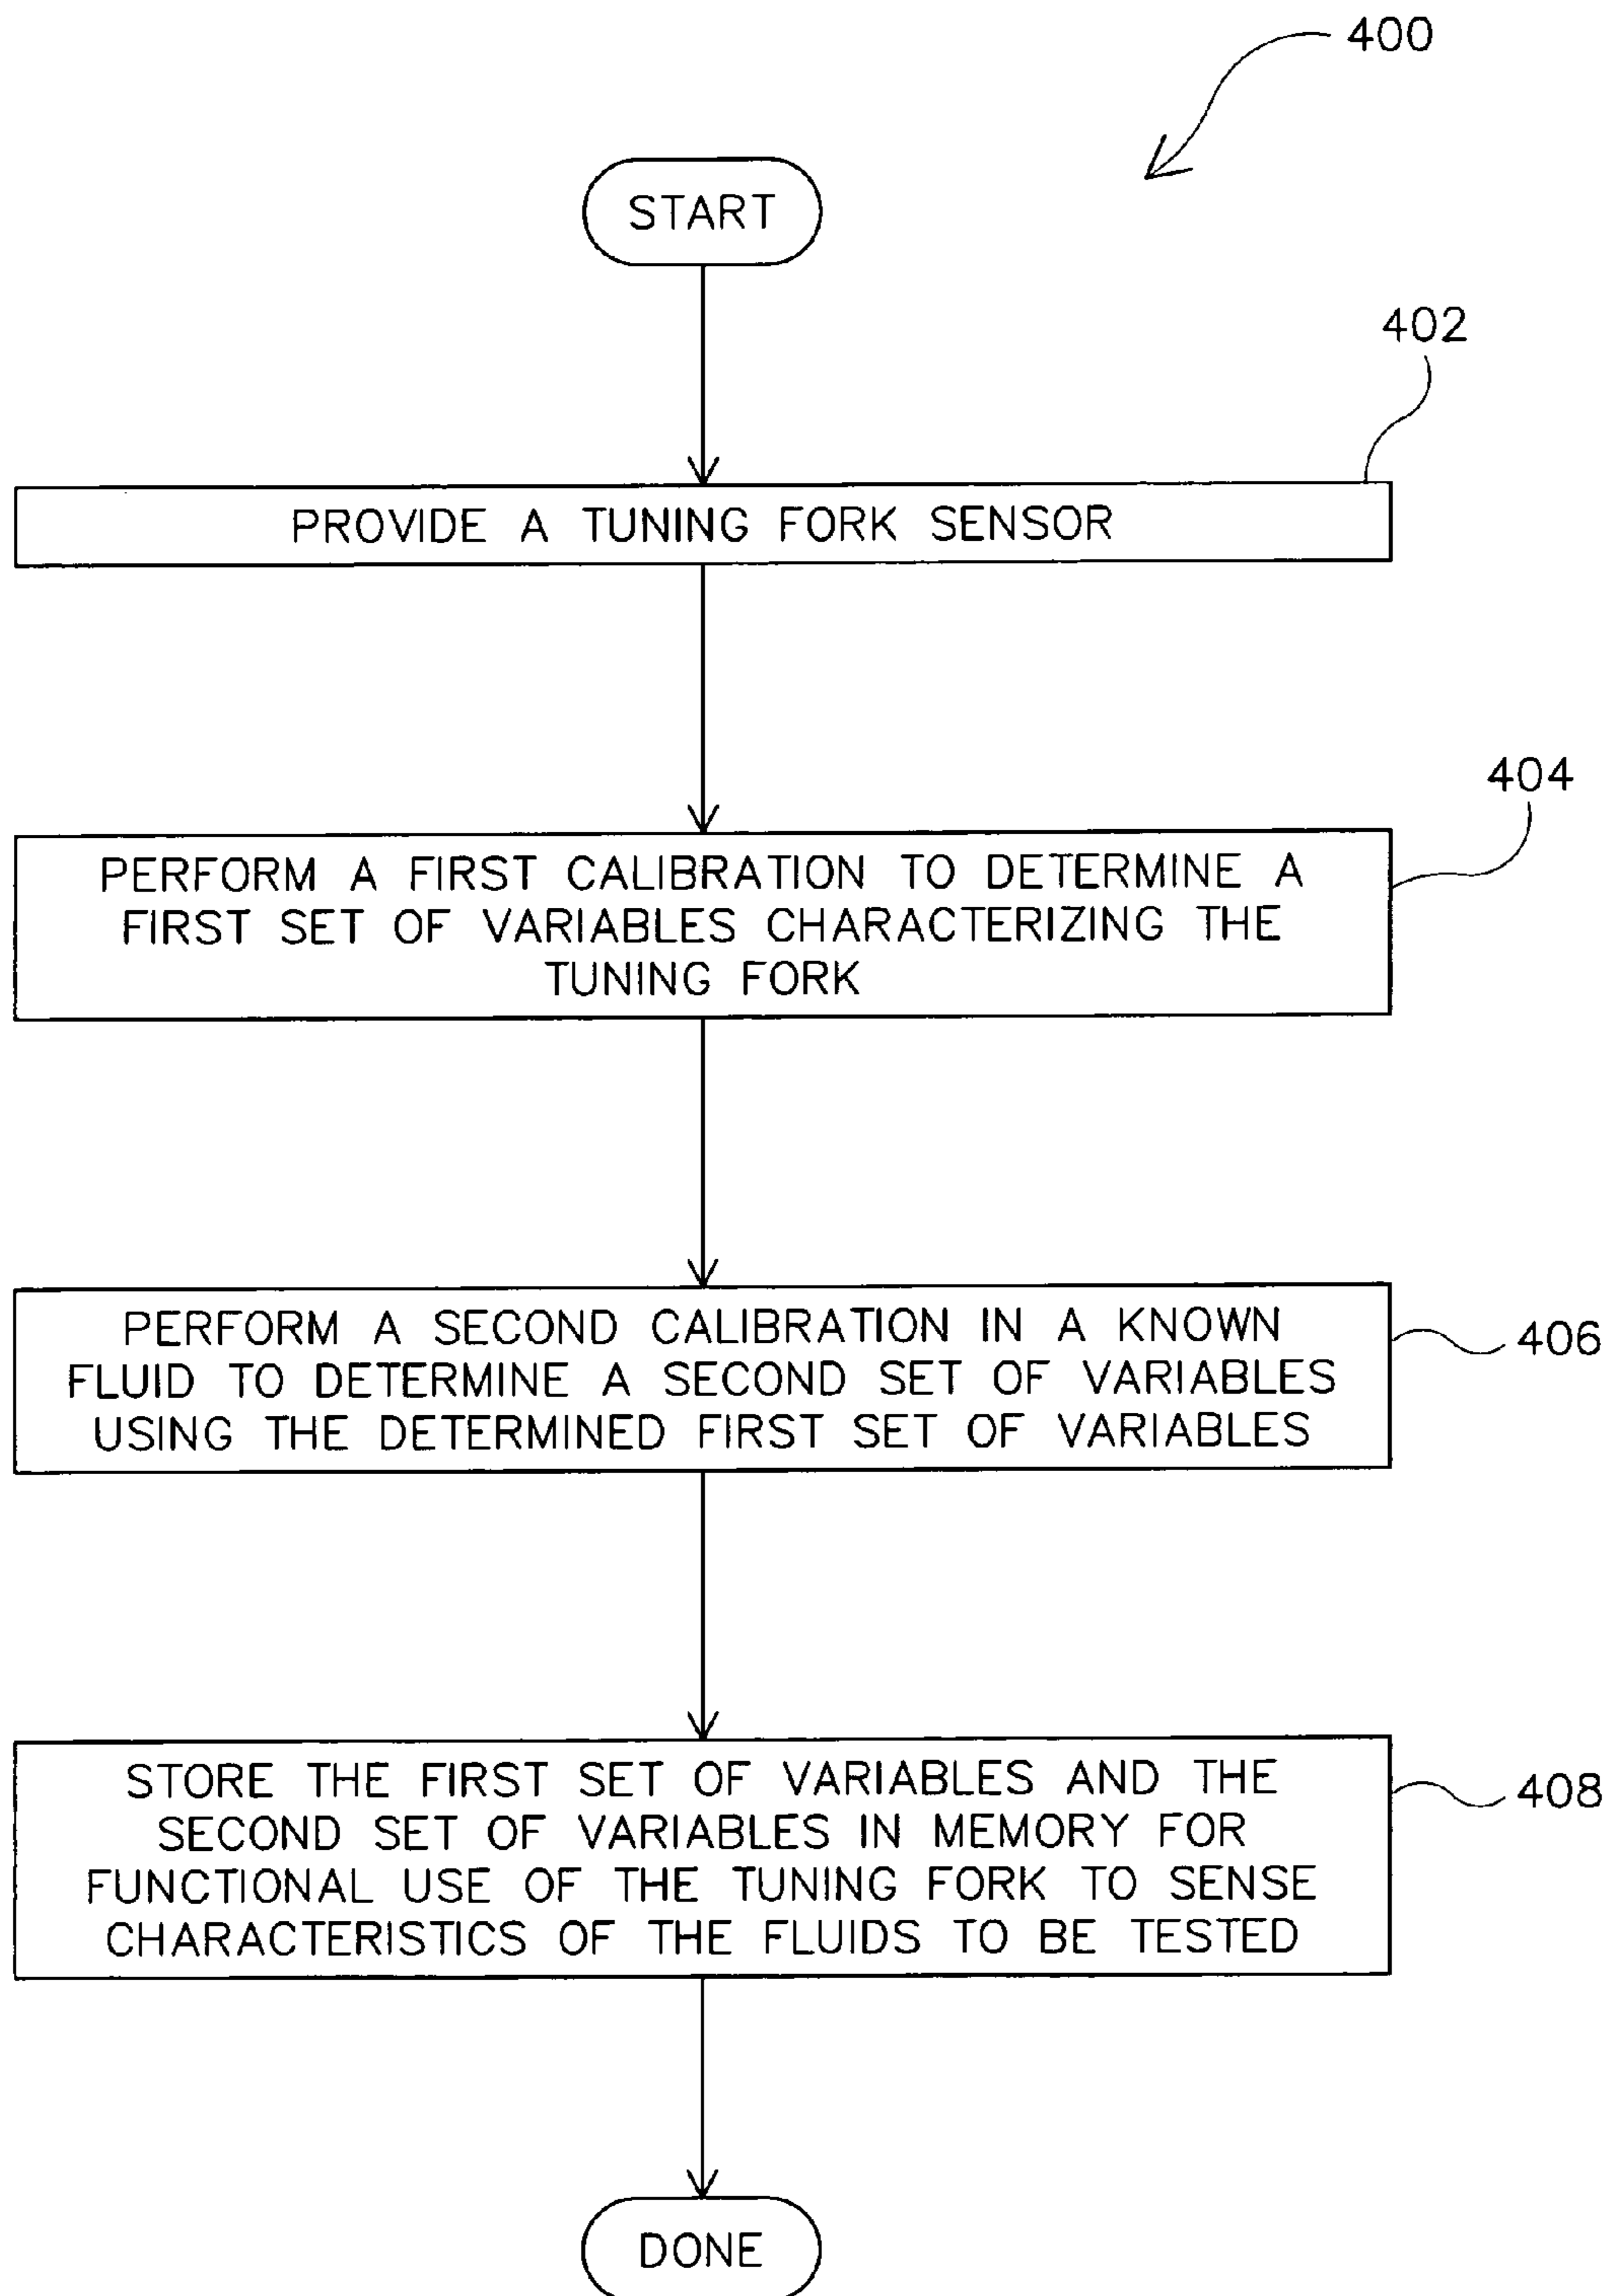 400
START
402
PROVIDE A TUNING FORK SENSOR
404
PERFORM A FIRST CALIBRATION TO DETERMINE A
FIRST SET OF VARIABLES CHARACTERIZING THE
TUNING FORK
PERFORM A SECOND CALIBRATION IN A KNOWN
FLUID TO DETERMINE A SECOND SET OF VARIABLES
USING THE DETERMINED FIRST SET OF VARIABLES
406
STORE THE FIRST SET OF VARIABLES AND THE
SECOND SET OF VARIABLES IN MEMORY FOR
FUNCTIONAL USE OF THE TUNING FORK TO SENSE
CHARACTERISTICS OF THE FLUIDS TO BE TESTED
408
DONE